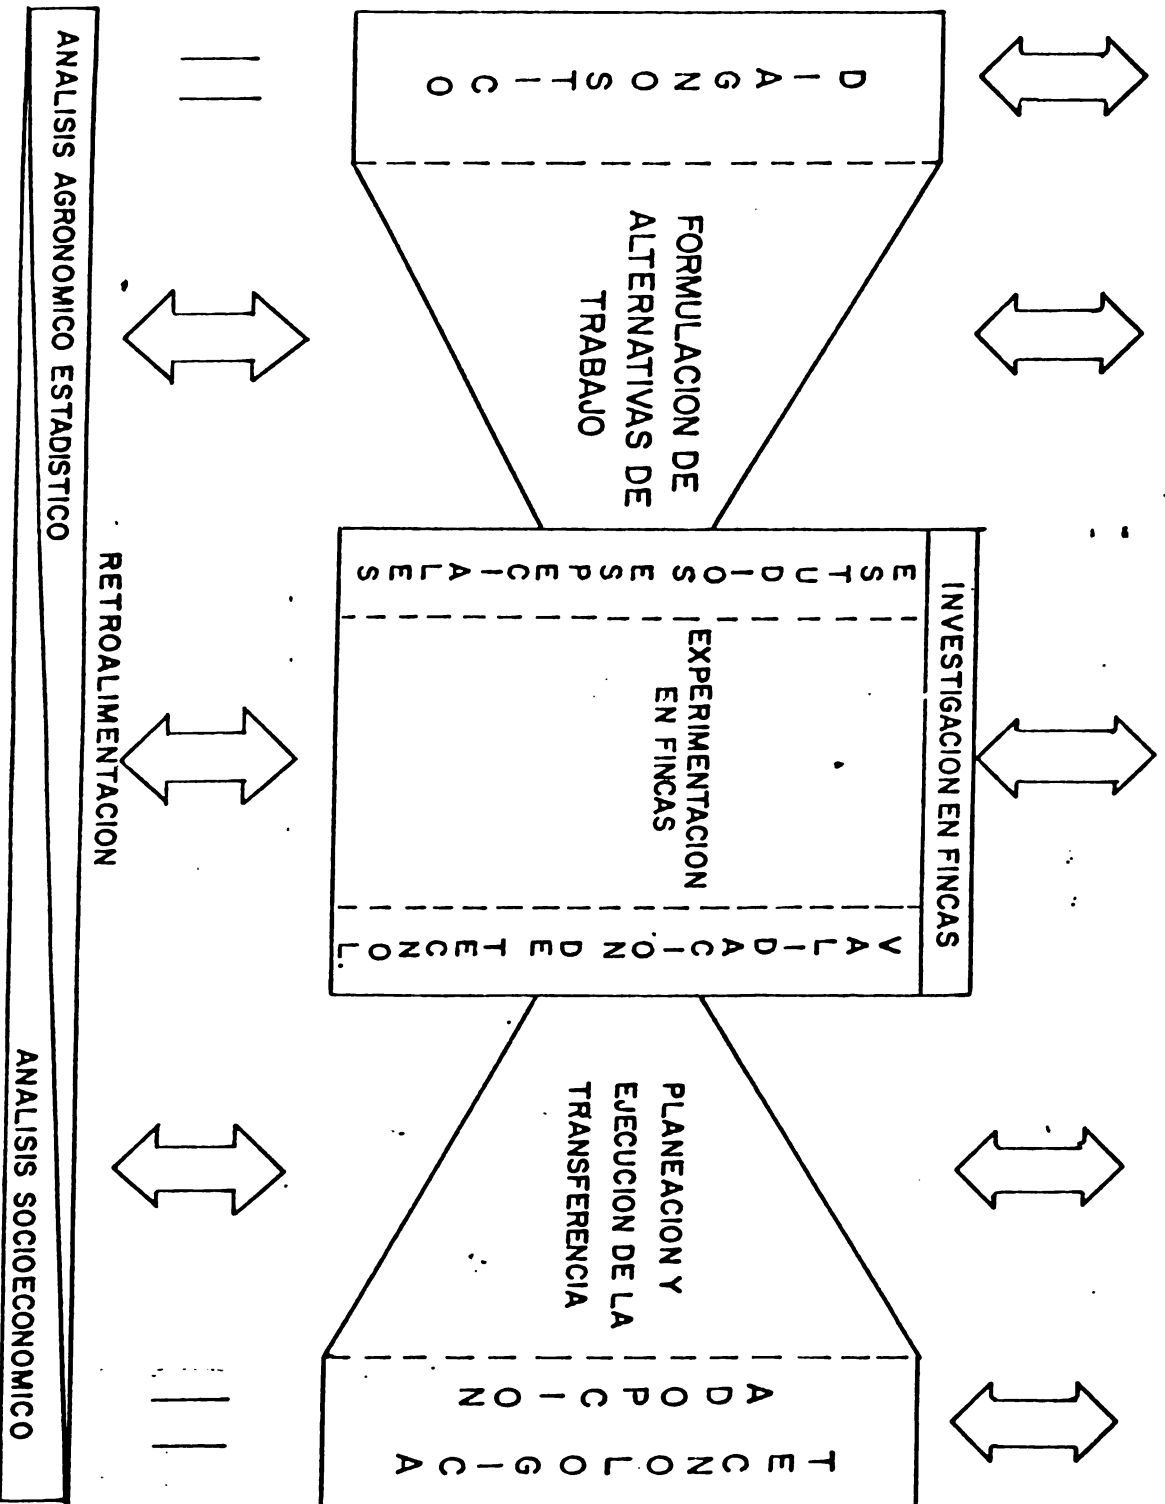 DIAGNOSTICO
FORMULACION DE
ALTERNATIVAS DE
TRABAJO
INVESTIGACION EN FINCAS
ESTUDIOS ESPECIALES
EXPERIMENTACION
EN FINCAS
VALIDACION DE TECNOL.
PLANEACION Y
EJECUCION DE LA
TRANSFERENCIA
ADOPCION
TECNOLOGICA
RETROALIMENTACION
ANALISIS AGRONOMICO ESTADISTICO
ANALISIS SOCIOECONOMICO